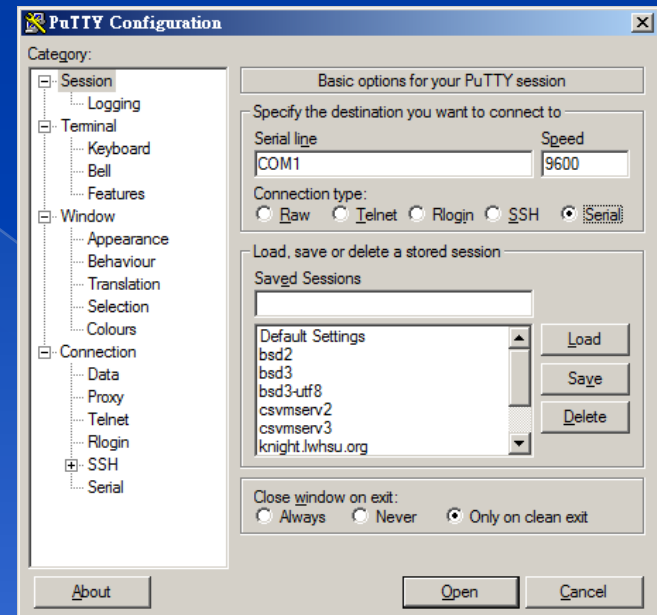 PuTTY Configuration
Category:
Session
Logging
Terminal
Keyboard
Bell
Features
Window
Appearance
Behaviour
Translation
Selection
Colours
Connection
Data
Proxy
Telnet
Rlogin
SSH
Serial
Basic options for your PuTTY session
Specify the destination you want to connect to
Serial line Speed
COM1 9600
Connection type:
Raw Telnet Rlogin SSH Serial
Load, save or delete a stored session
Saved Sessions
Default Settings
bsd2
bsd3
bsd3-utf8
csvmserv2
csvmserv3
knight.lwhsu.org
Load
Save
Delete
Close window on exit:
Always Never Only on clean exit
About Open Cancel